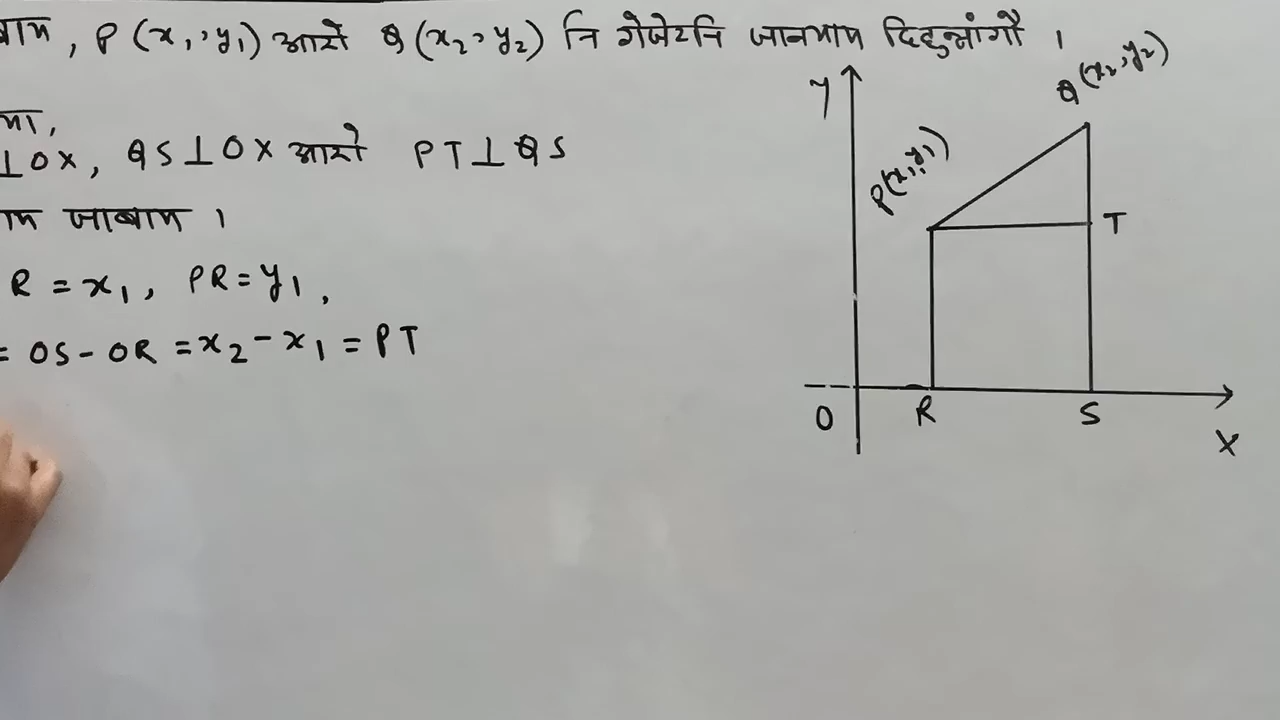 P (x₁, y₁) आरो Q (x₂, y₂) नि गेजेरनि जानथाय दिहुनांगौ ।
⊥OX, QS⊥OX आरो PT⊥QS
जाबाय ।
R = x₁, PR = y₁,
= OS - OR = x₂ - x₁ = PT
Y
Q(x₂, y₂)
P(x₁, y₁)
T
O R S
X